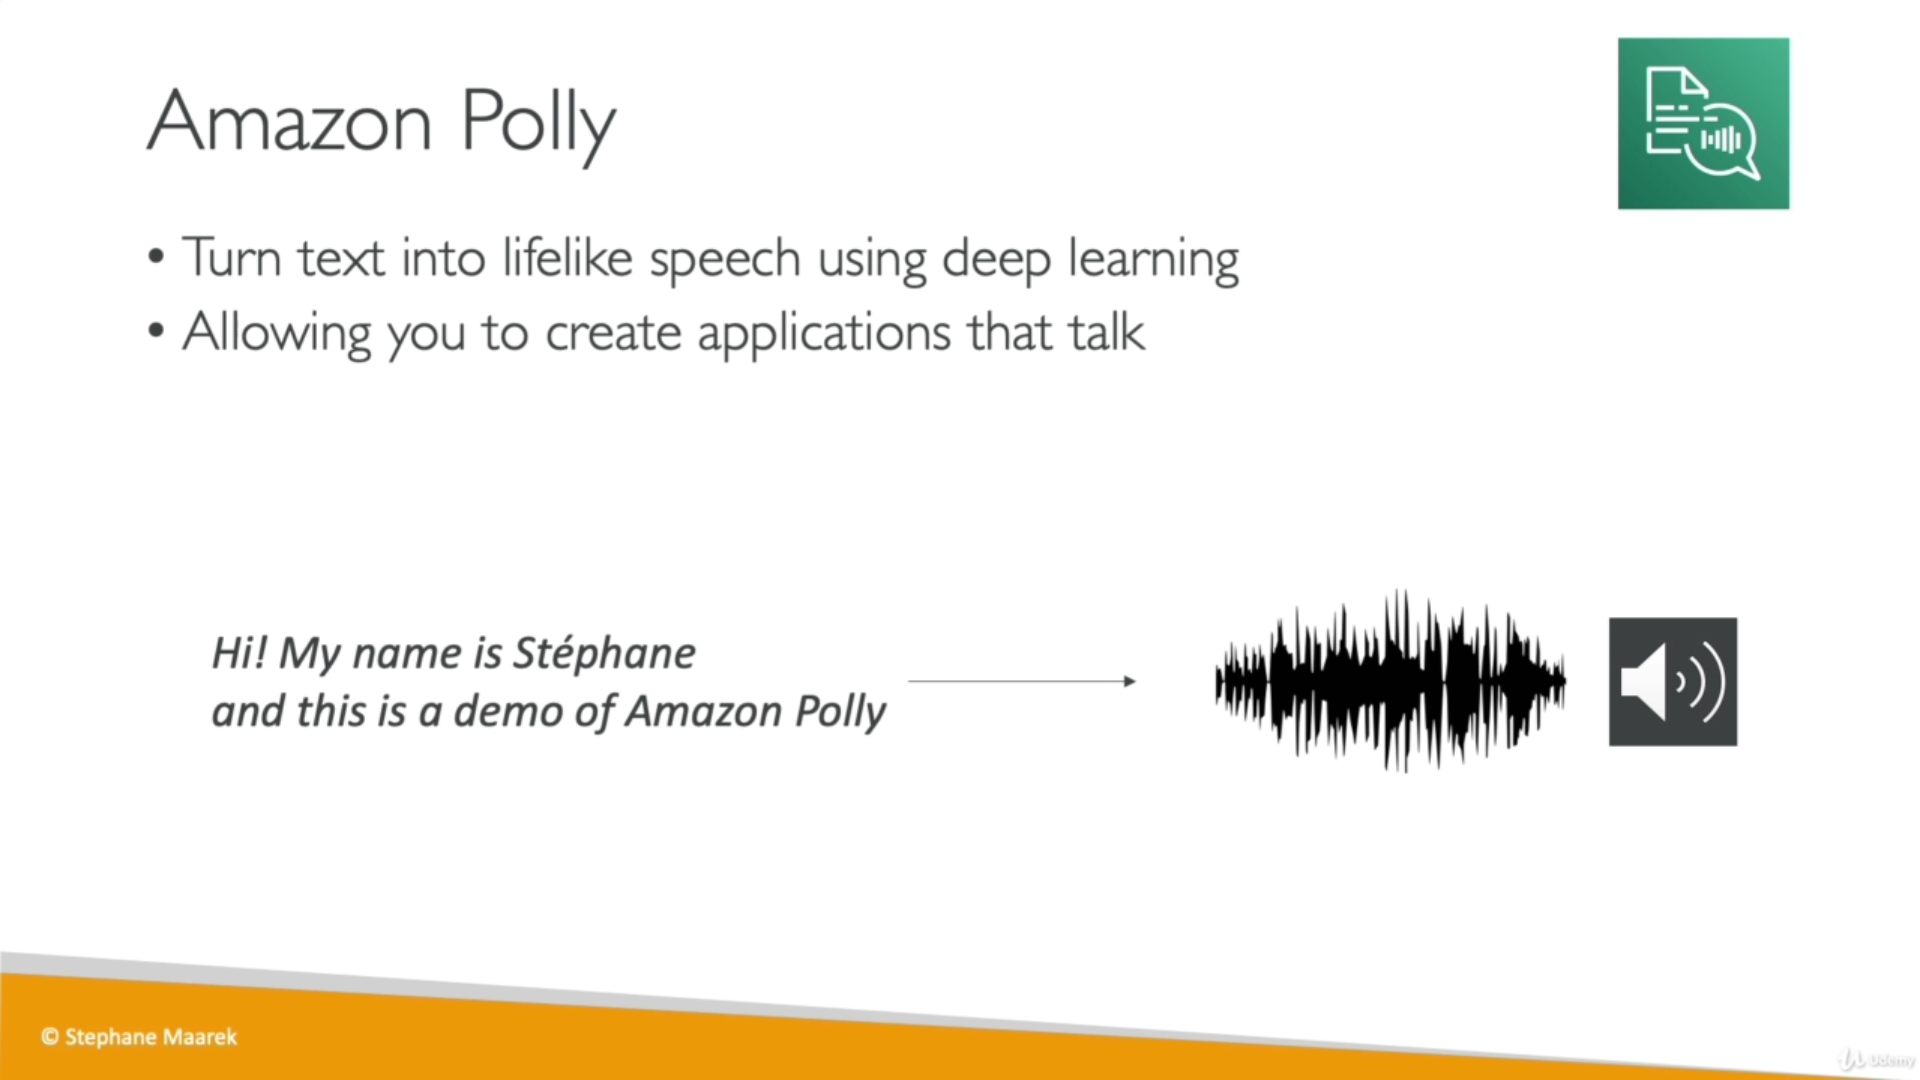 Amazon Polly
• Turn text into lifelike speech using deep learning
• Allowing you to create applications that talk
Hi! My name is Stéphane
and this is a demo of Amazon Polly
© Stephane Maarek
Udemy